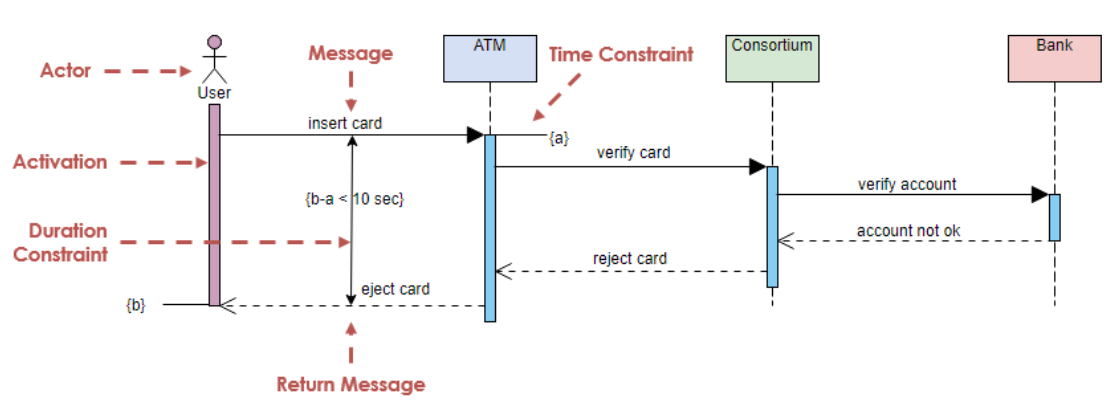 ATM
Consortium
Bank
Message
Time Constraint
Actor
User
insert card
{a}
verify card
Activation
verify account
{b-a < 10 sec}
Duration
Constraint
account not ok
reject card
eject card
{b}
Return Message